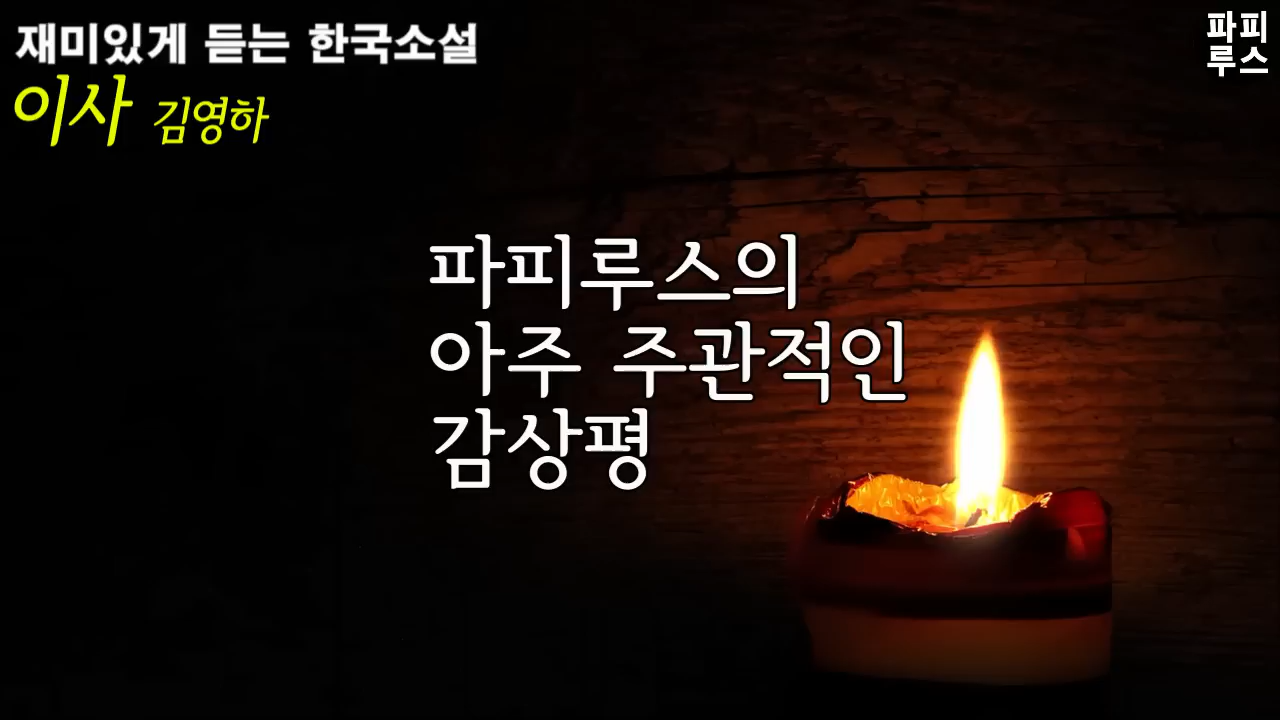 재미있게 듣는 한국소설
이사 김영하
파피
루스
파피루스의
아주 주관적인
감상평